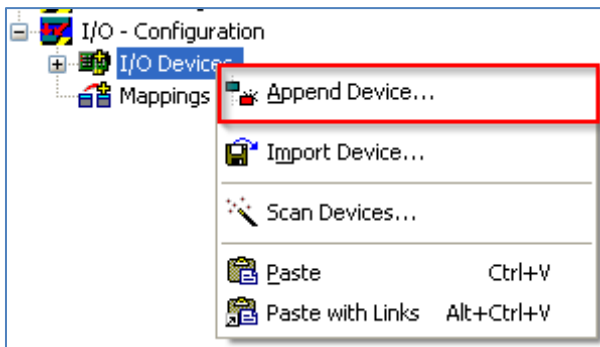 I/O - Configuration
I/O Devices
Mappings
Append Device...
Import Device...
Scan Devices...
Paste Ctrl+V
Paste with Links Alt+Ctrl+V